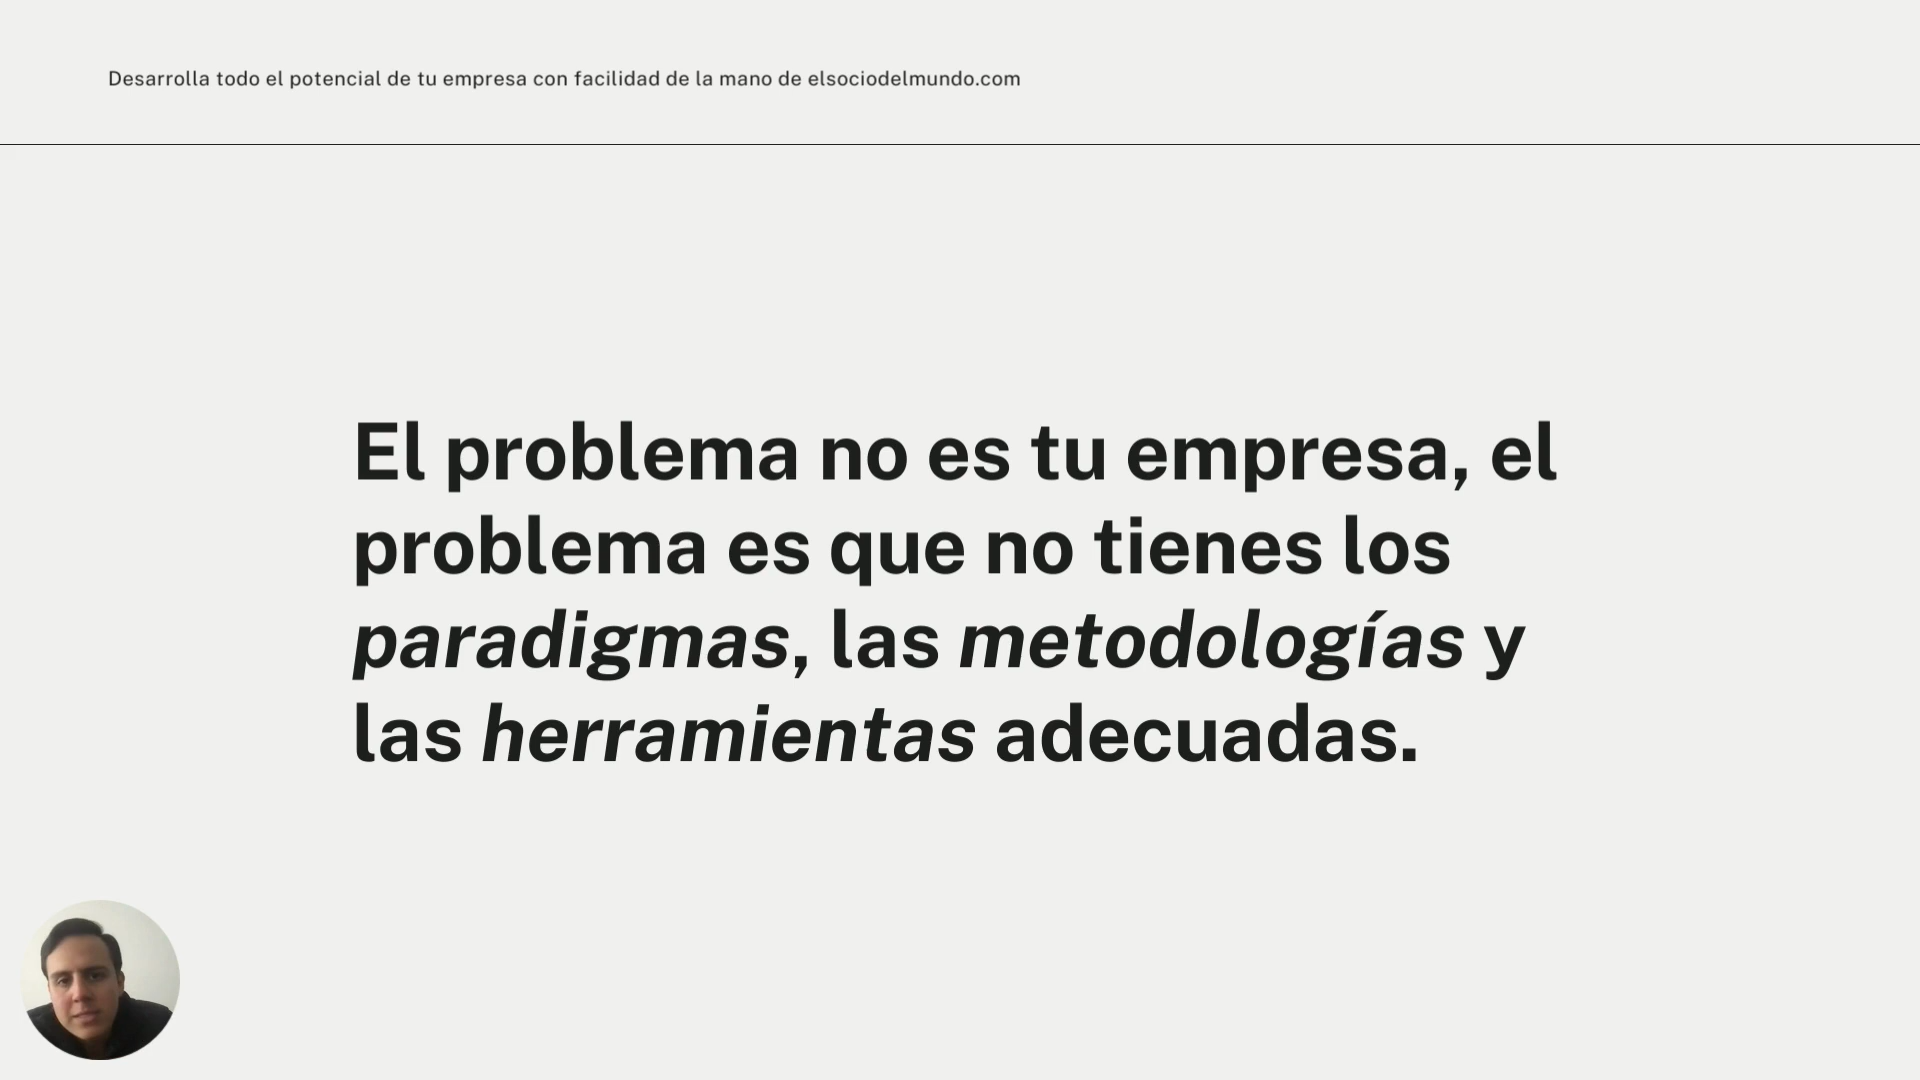 Desarrolla todo el potencial de tu empresa con facilidad de la mano de elsociodelmundo.com
El problema no es tu empresa, el
problema es que no tienes los
paradigmas, las metodologías y
las herramientas adecuadas.